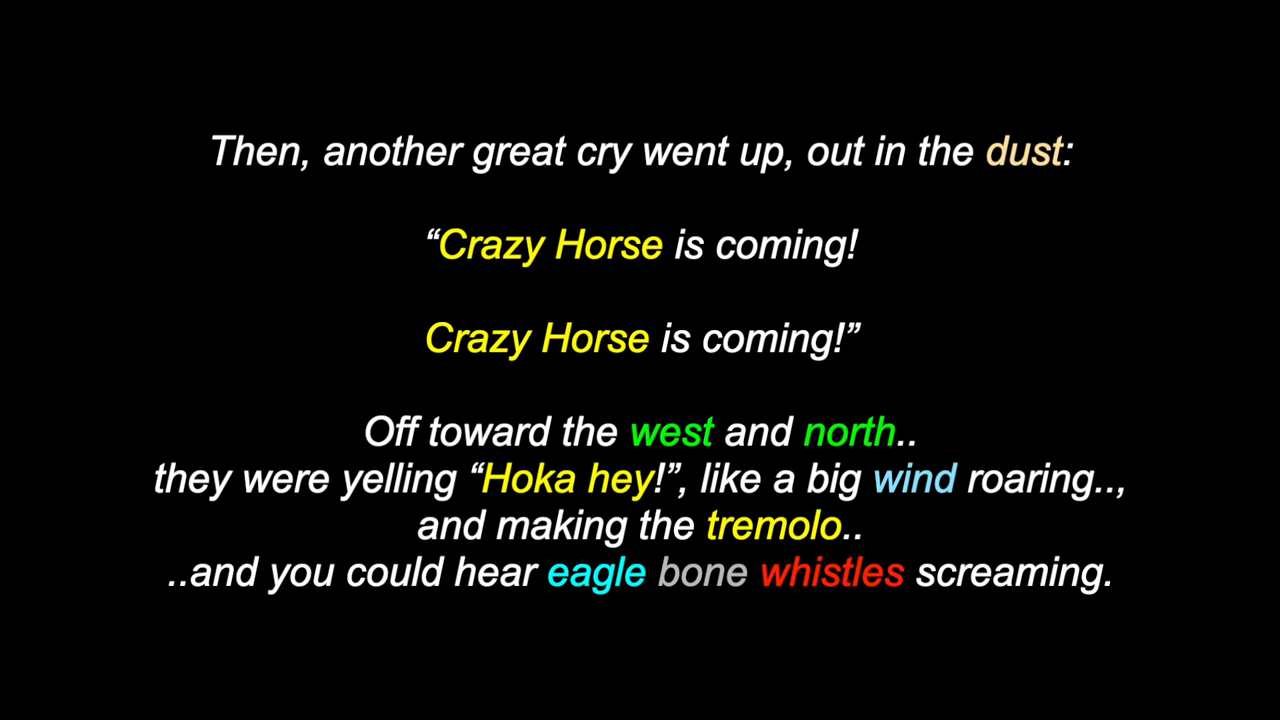 Then, another great cry went up, out in the dust:
“Crazy Horse is coming!
Crazy Horse is coming!”
Off toward the west and north..
they were yelling “Hoka hey!”, like a big wind roaring..,
and making the tremolo..
..and you could hear eagle bone whistles screaming.